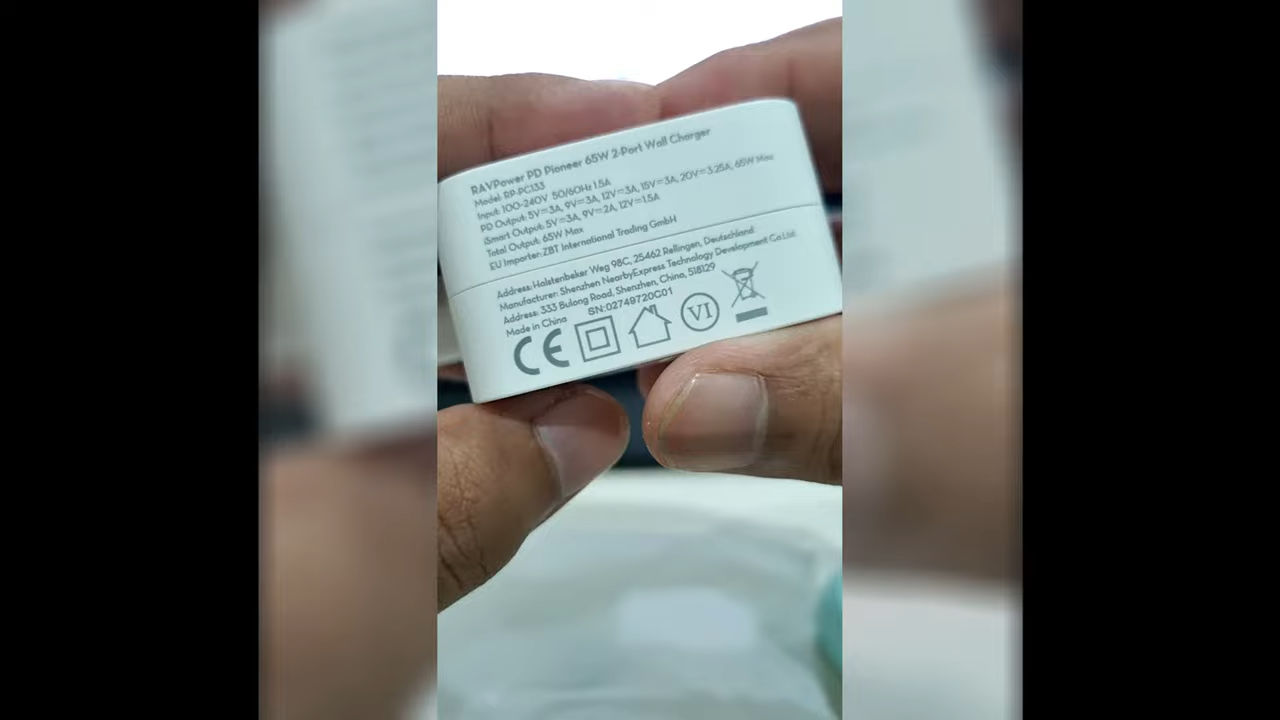 RAVPower PD Pioneer 65W 2-Port Wall Charger
Model: RP-PC133
Input: 100-240V 50/60Hz 1.5A
PD Output: 5V⎓3A, 9V⎓3A, 12V⎓3A, 15V⎓3A, 20V⎓3.25A, 65W Max
iSmart Output: 5V⎓3A, 9V⎓2A, 12V⎓1.5A
Total Output: 65W Max
EU Importer: ZBT International Trading GmbH
Address: Halstenbeker Weg 98C, 25462 Rellingen, Deutschland
Manufacturer: Shenzhen NearbyExpress Technology Development Co.Ltd.
Address: 333 Bulong Road, Shenzhen, China, 518129
Made in China SN:02749720C01
CE VI